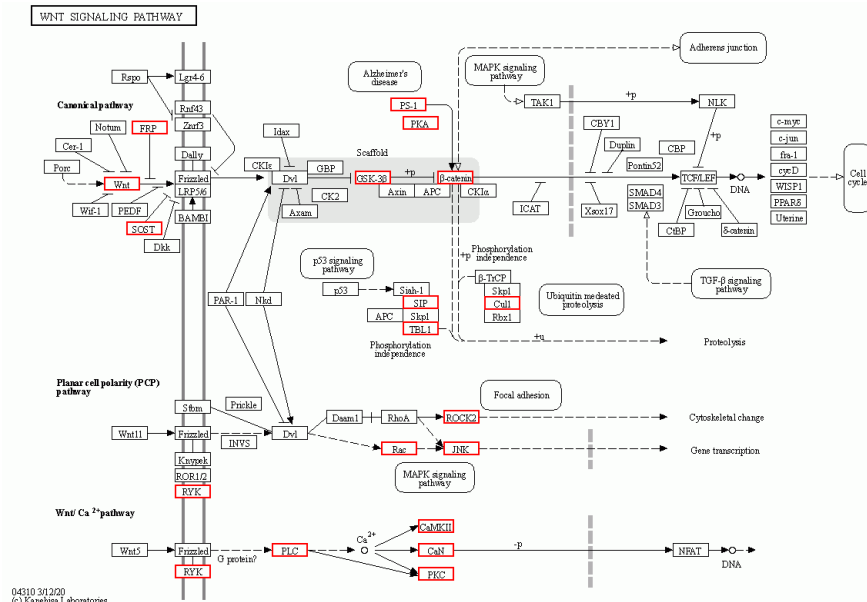 WNT SIGNALING PATHWAY
Rspo
Lgr4-6
Canonical pathway
FRP
Rnf43
Znrf3
Notum
Cer-1
Porc
Dally
Wnt
Frizzled
LRP5/6
Wif-1
PEDF
SOST
BAMBI
Dkk
Idax
CKIε
Dvl
GBP
CK2
Axam
Scaffold
Alzheimer's
disease
PS-1
PKA
GSK-3β
+p
β-catenin
Axin
APC
CKIα
MAPK signaling
pathway
Adherens junction
TAK1
+p
NLK
+p
CBY1
Duplin
Pontin52
CBP
SMAD4
SMAD3
TCF/LEF
DNA
ICAT
Xsox17
CtBP
Groucho
δ-catenin
c-myc
c-jun
fra-1
cycD
WISP1
PPARδ
Uterine
Cell
cycle
TGF-β signaling
pathway
p53 signaling
pathway
p53
Siah-1
SIP
APC
Skp1
TBL1
Phosphorylation
independence
+p
Phosphorylation
independence
β-TrCP
Skp1
Cul1
Rbx1
Ubiquitin mediated
proteolysis
+u
Proteolysis
PAR-1
Nkd
Planar cell polarity (PCP)
pathway
Stbm
Prickle
Wnt11
Frizzled
INVS
Dvl
Knypek
ROR1/2
RYK
Daam1
RhoA
ROCK2
Focal adhesion
Cytoskeletal change
Rac
JNK
Gene transcription
MAPK signaling
pathway
Wnt/ Ca 2+ pathway
Wnt5
Frizzled
G protein?
RYK
PLC
Ca2+
CaMKII
CaN
PKC
-p
NFAT
DNA
04310 3/12/20
(c) Kanehisa Laboratories